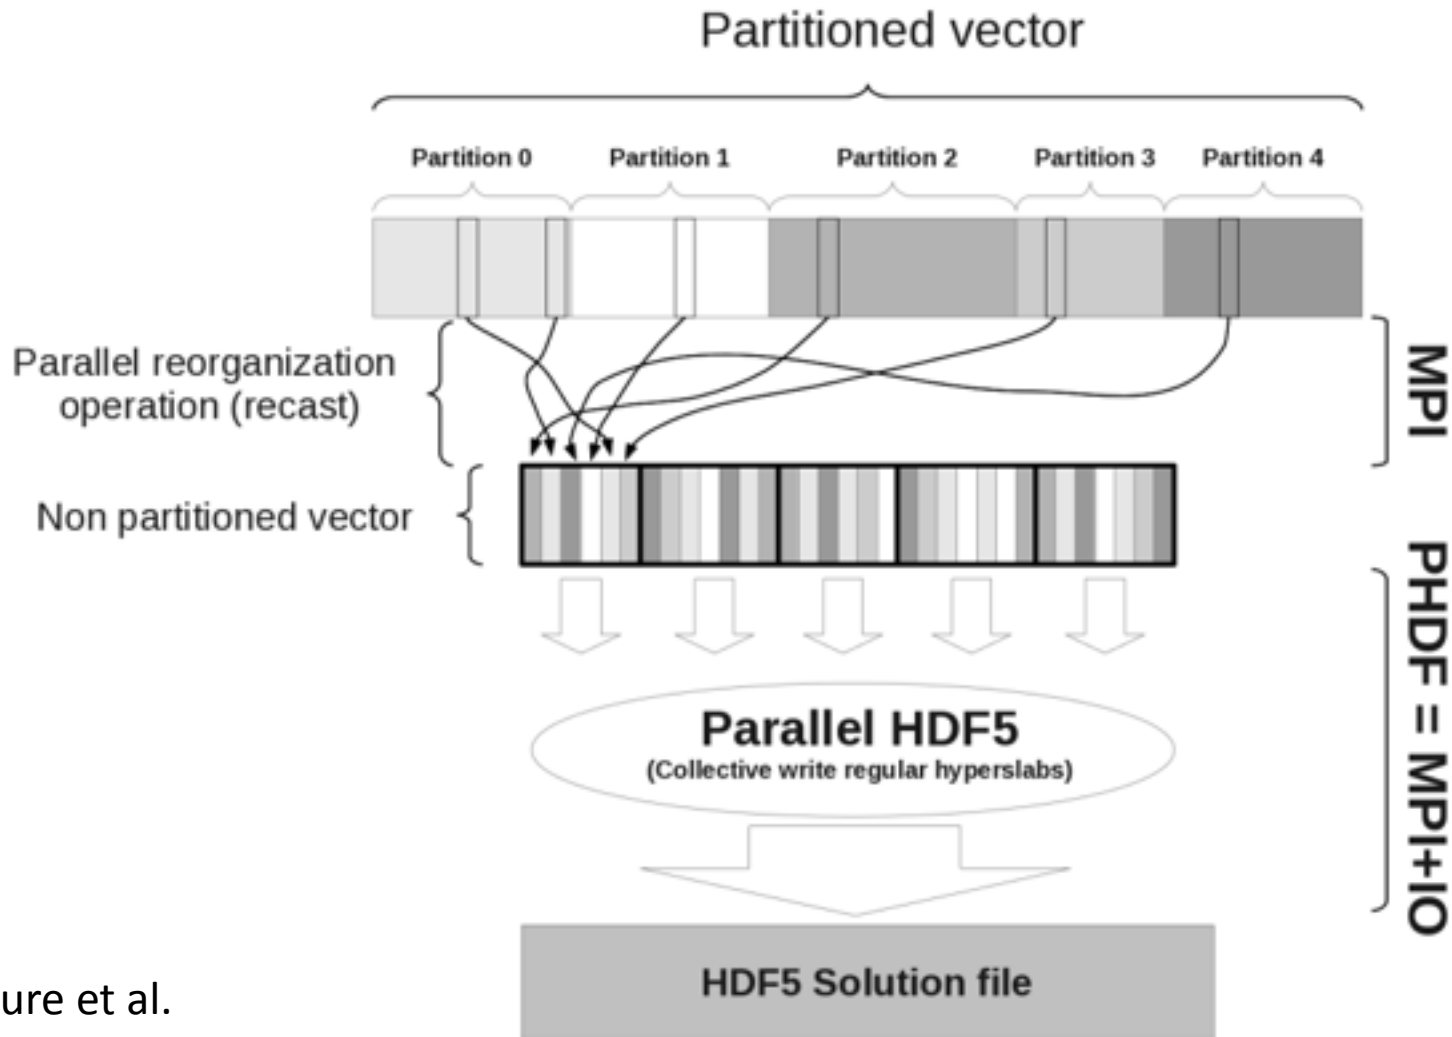 Partitioned vector
Partition 0
Partition 1
Partition 2
Partition 3
Partition 4
Parallel reorganization
operation (recast)
MPI
Non partitioned vector
PHDF = MPI+IO
Parallel HDF5
(Collective write regular hyperslabs)
HDF5 Solution file
ure et al.